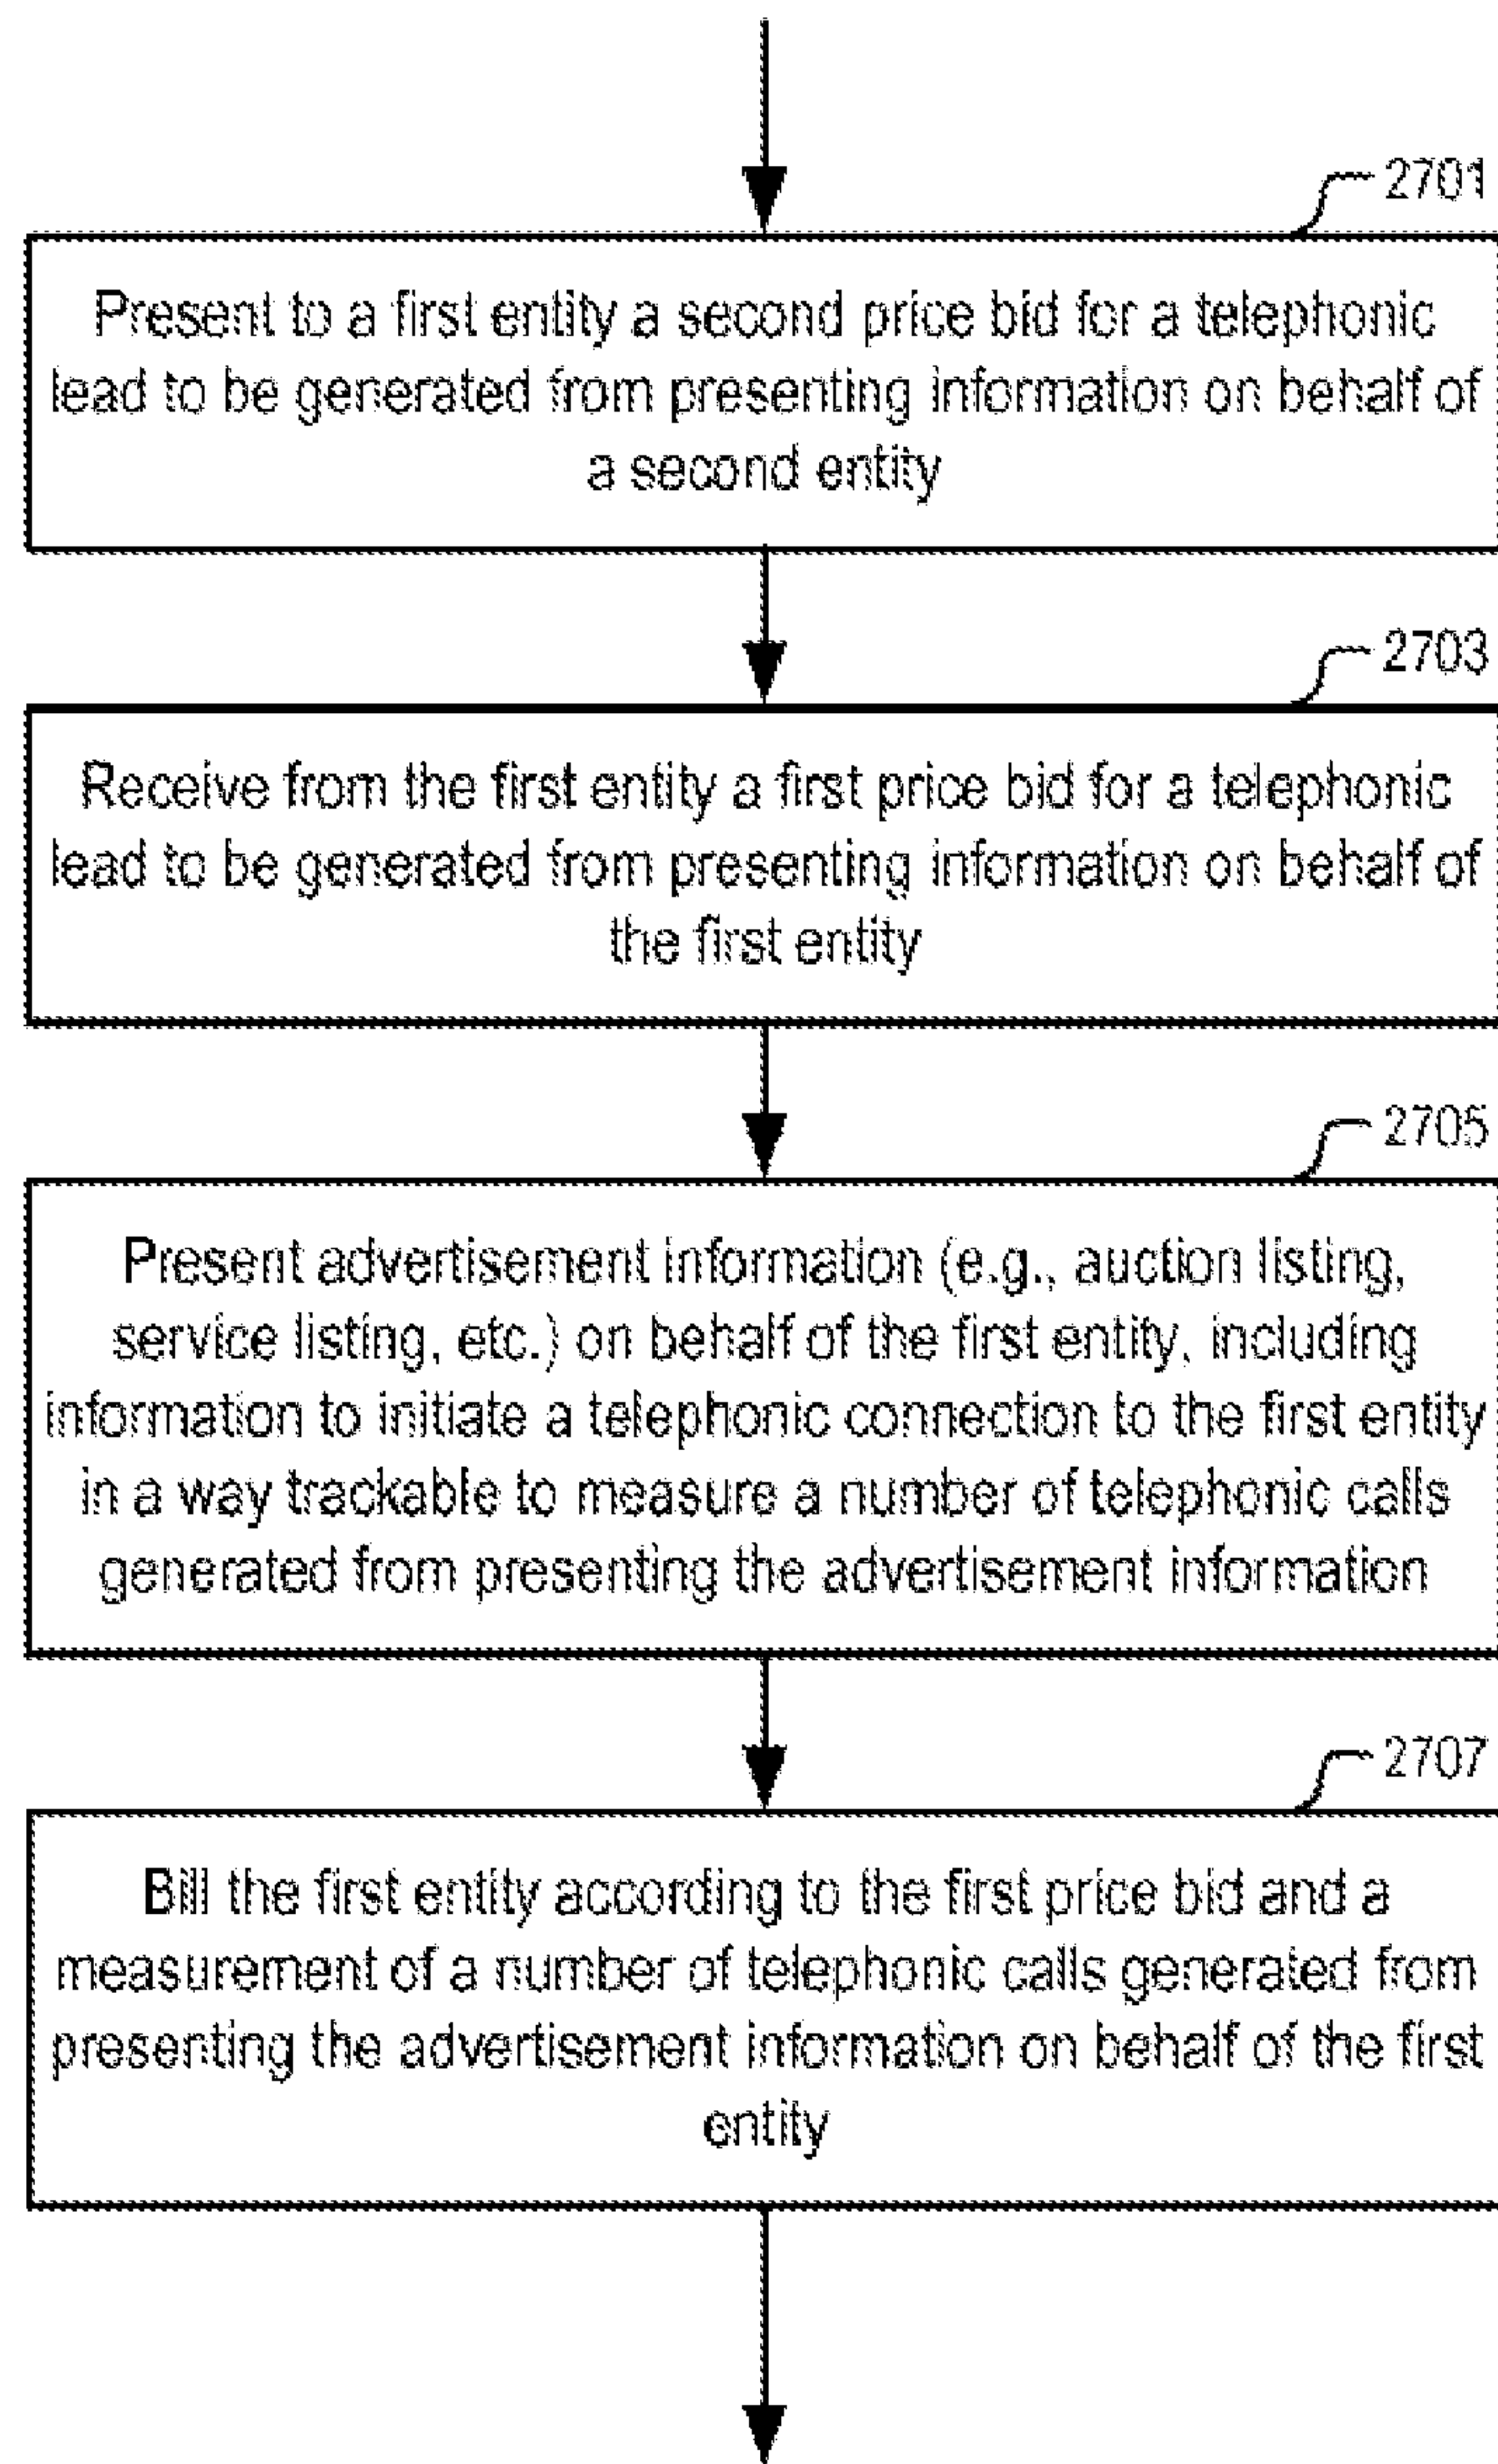 2701
Present to a first entity a second price bid for a telephonic
lead to be generated from presenting information on behalf of
a second entity
2703
Receive from the first entity a first price bid for a telephonic
lead to be generated from presenting information on behalf of
the first entity
2705
Present advertisement information (e.g., auction listing,
service listing, etc.) on behalf of the first entity, including
information to initiate a telephonic connection to the first entity
in a way trackable to measure a number of telephonic calls
generated from presenting the advertisement information
2707
Bill the first entity according to the first price bid and a
measurement of a number of telephonic calls generated from
presenting the advertisement information on behalf of the first
entity